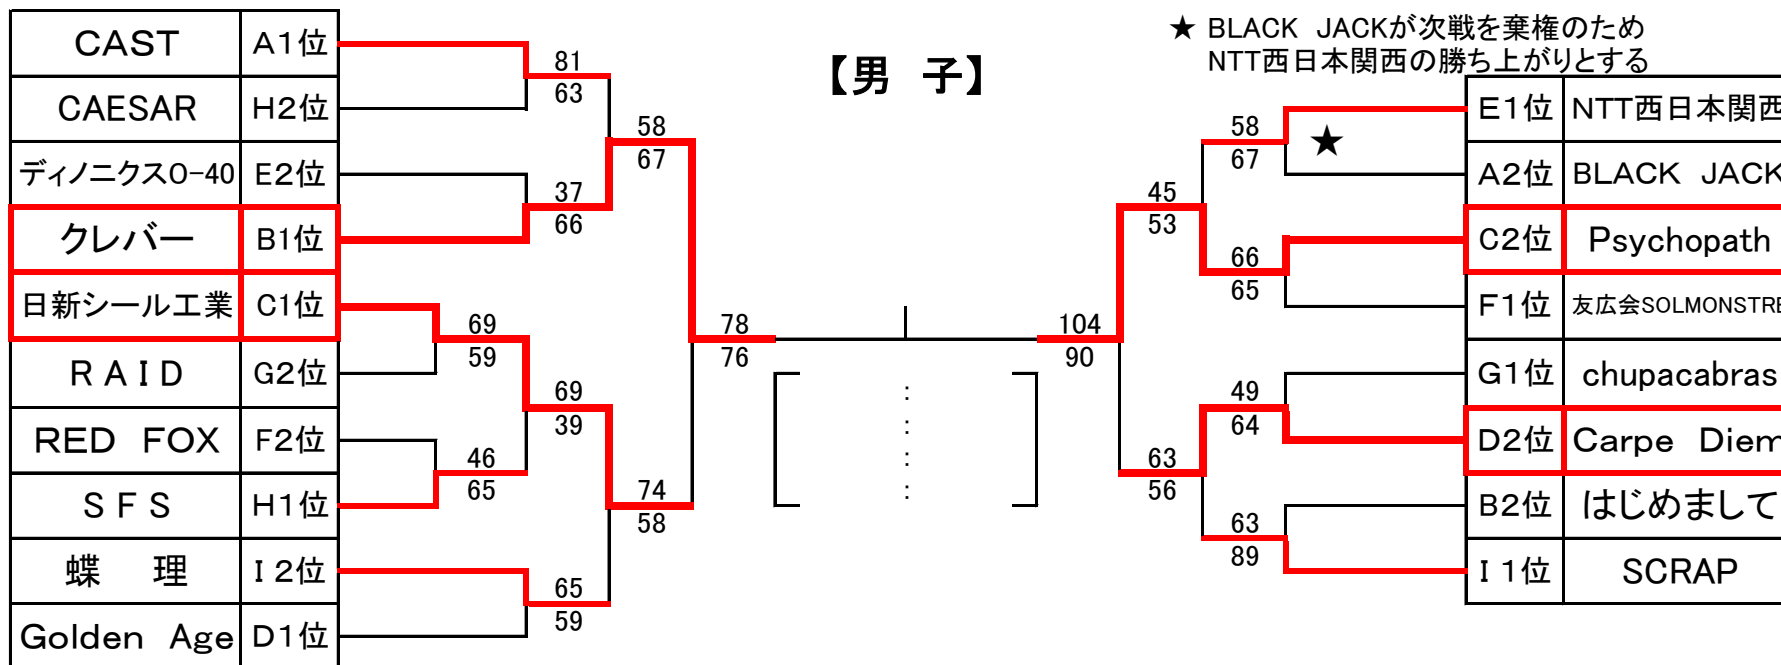 ★ BLACK JACKが次戦を棄権のため
NTT西日本関西の勝ち上がりとする
【男 子】
CAST A1位
CAESAR H2位
ディノニクスO-40 E2位
クレバー B1位
日新シール工業 C1位
RAID G2位
RED FOX F2位
SFS H1位
蝶 理 I2位
Golden Age D1位
81
63
37
66
58
67
69
59
46
65
69
39
65
59
74
58
78
76
:
:
:
:
104
90
45
53
63
56
58
67
★
66
65
49
64
63
89
E1位 NTT西日本関西
A2位 BLACK JACK
C2位 Psychopath
F1位 友広会SOLMONSTRE
G1位 chupacabras
D2位 Carpe Diem
B2位 はじめまして
I1位 SCRAP